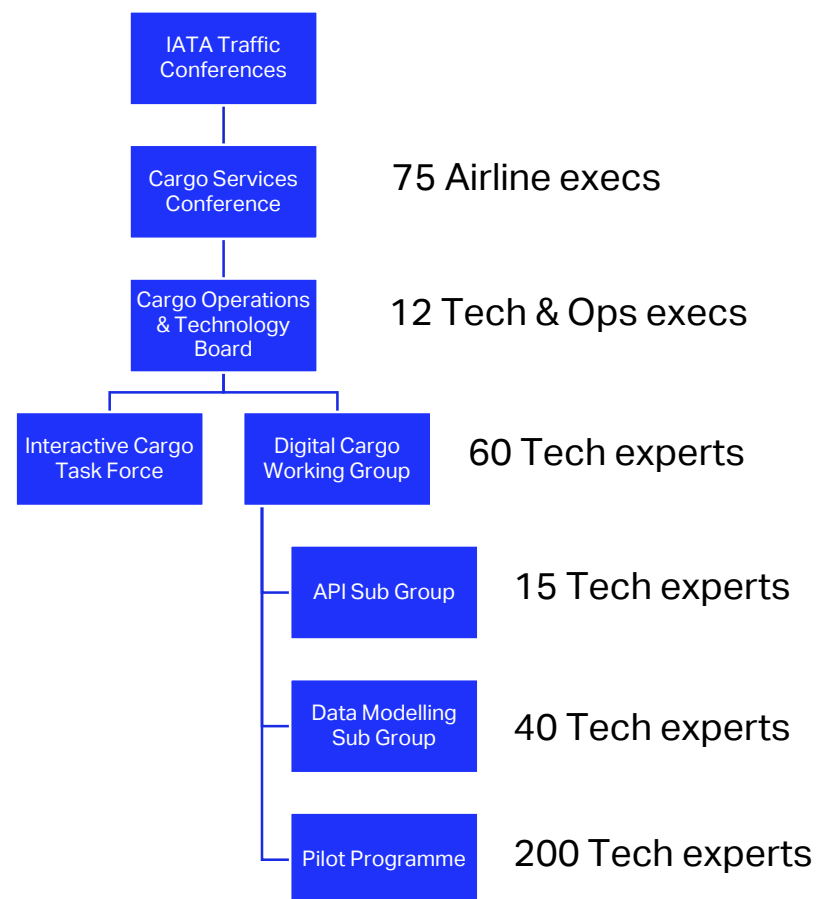 IATA Traffic
Conferences
Cargo Services
Conference
75 Airline execs
Cargo Operations
& Technology
Board
12 Tech & Ops execs
Interactive Cargo
Task Force
Digital Cargo
Working Group
60 Tech experts
API Sub Group
15 Tech experts
Data Modelling
Sub Group
40 Tech experts
Pilot Programme
200 Tech experts